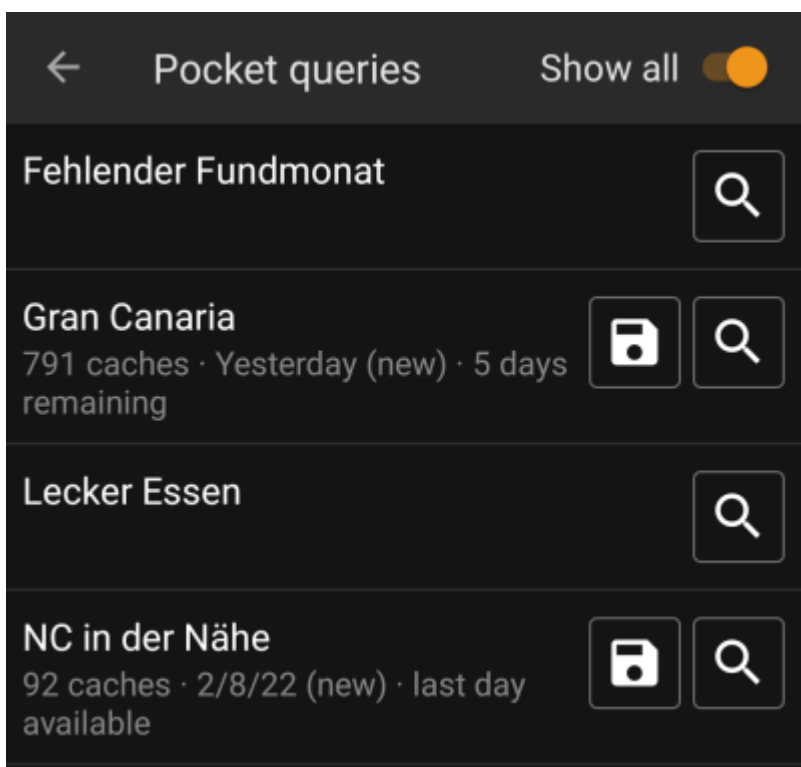 Pocket queries Show all
Fehlender Fundmonat
Gran Canaria
791 caches · Yesterday (new) · 5 days
remaining
Lecker Essen
NC in der Nähe
92 caches · 2/8/22 (new) · last day
available